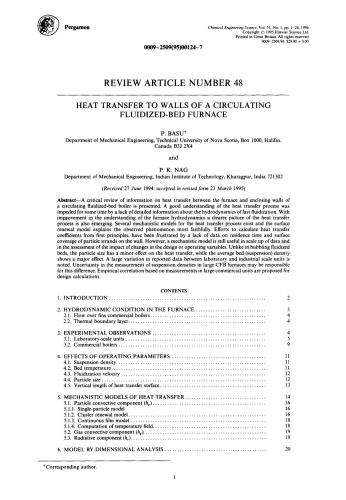 Pergamon
Chemical Engineering Science, Vol. 51, No. 1, pp. 1-26, 1996
Copyright © 1995 Elsevier Science Ltd
Printed in Great Britain. All rights reserved
0009-2509/96 $29.00 + 0.00
0009-2509(95)00124-7
REVIEW ARTICLE NUMBER 48
HEAT TRANSFER TO WALLS OF A CIRCULATING
FLUIDIZED-BED FURNACE
P. BASU†
Department of Mechanical Engineering, Technical University of Nova Scotia, Box 1000, Halifax,
Canada B3J 2X4
and
P. K. NAG
Department of Mechanical Engineering, Indian Institute of Technology, Kharagpur, India 721302
(Received 27 June 1994; accepted in revised form 23 March 1995)
Abstract—A critical review of information on heat transfer between the furnace and enclosing walls of
a circulating fluidized-bed boiler is presented. A good understanding of the heat transfer process was
impeded for some time by a lack of detailed information about the hydrodynamics of fast fluidization. With
improvement in the understanding of the furnace hydrodynamics a clearer picture of the heat transfer
process is also emerging. Several mechanistic models for the heat transfer process exist and the surface
renewal model explains the observed phenomenon most faithfully. Efforts to calculate heat transfer
coefficients from first principles, have been frustrated by a lack of data on residence time and surface
coverage of particle strands on the wall. However, a mechanistic model is still useful in scale up of data and
in the assessment of the impact of changes in the design or operating variables. Unlike in bubbling fluidized
beds, the particle size has a minor effect on the heat transfer, while the average bed (suspension) density
shows a major effect. A large variation in reported data between laboratory and industrial scale units is
noted. Uncertainty in the measurement of suspension densities in large CFB furnaces may be responsible
for this difference. Empirical correlation based on measurements in large commercial units are proposed for
design calculations.
CONTENTS
1. INTRODUCTION 2
2. HYDRODYNAMIC CONDITION IN THE FURNACE 3
2.1. Flow over fins commercial boilers 4
2.2. Thermal boundary layer 4
3. EXPERIMENTAL OBSERVATIONS 4
3.1. Laboratory-scale units 5
3.2. Commercial boilers 9
4. EFFECTS OF OPERATING PARAMETERS 11
4.1. Suspension density 11
4.2. Bed temperature 11
4.3. Fluidization velocity 12
4.4. Particle size 12
4.5. Vertical length of heat transfer surface 13
5. MECHANISTIC MODELS OF HEAT TRANSFER 14
5.1. Particle convective component 16
5.1.1. Single-particle model 16
5.1.2. Cluster renewal model 16
5.1.3. Continuous film model 18
5.1.4. Computation of temperature field 18
5.2. Gas convective component 19
5.3. Radiative component 19
6. MODEL BY DIMENSIONAL ANALYSIS 20
†Corresponding author.
1